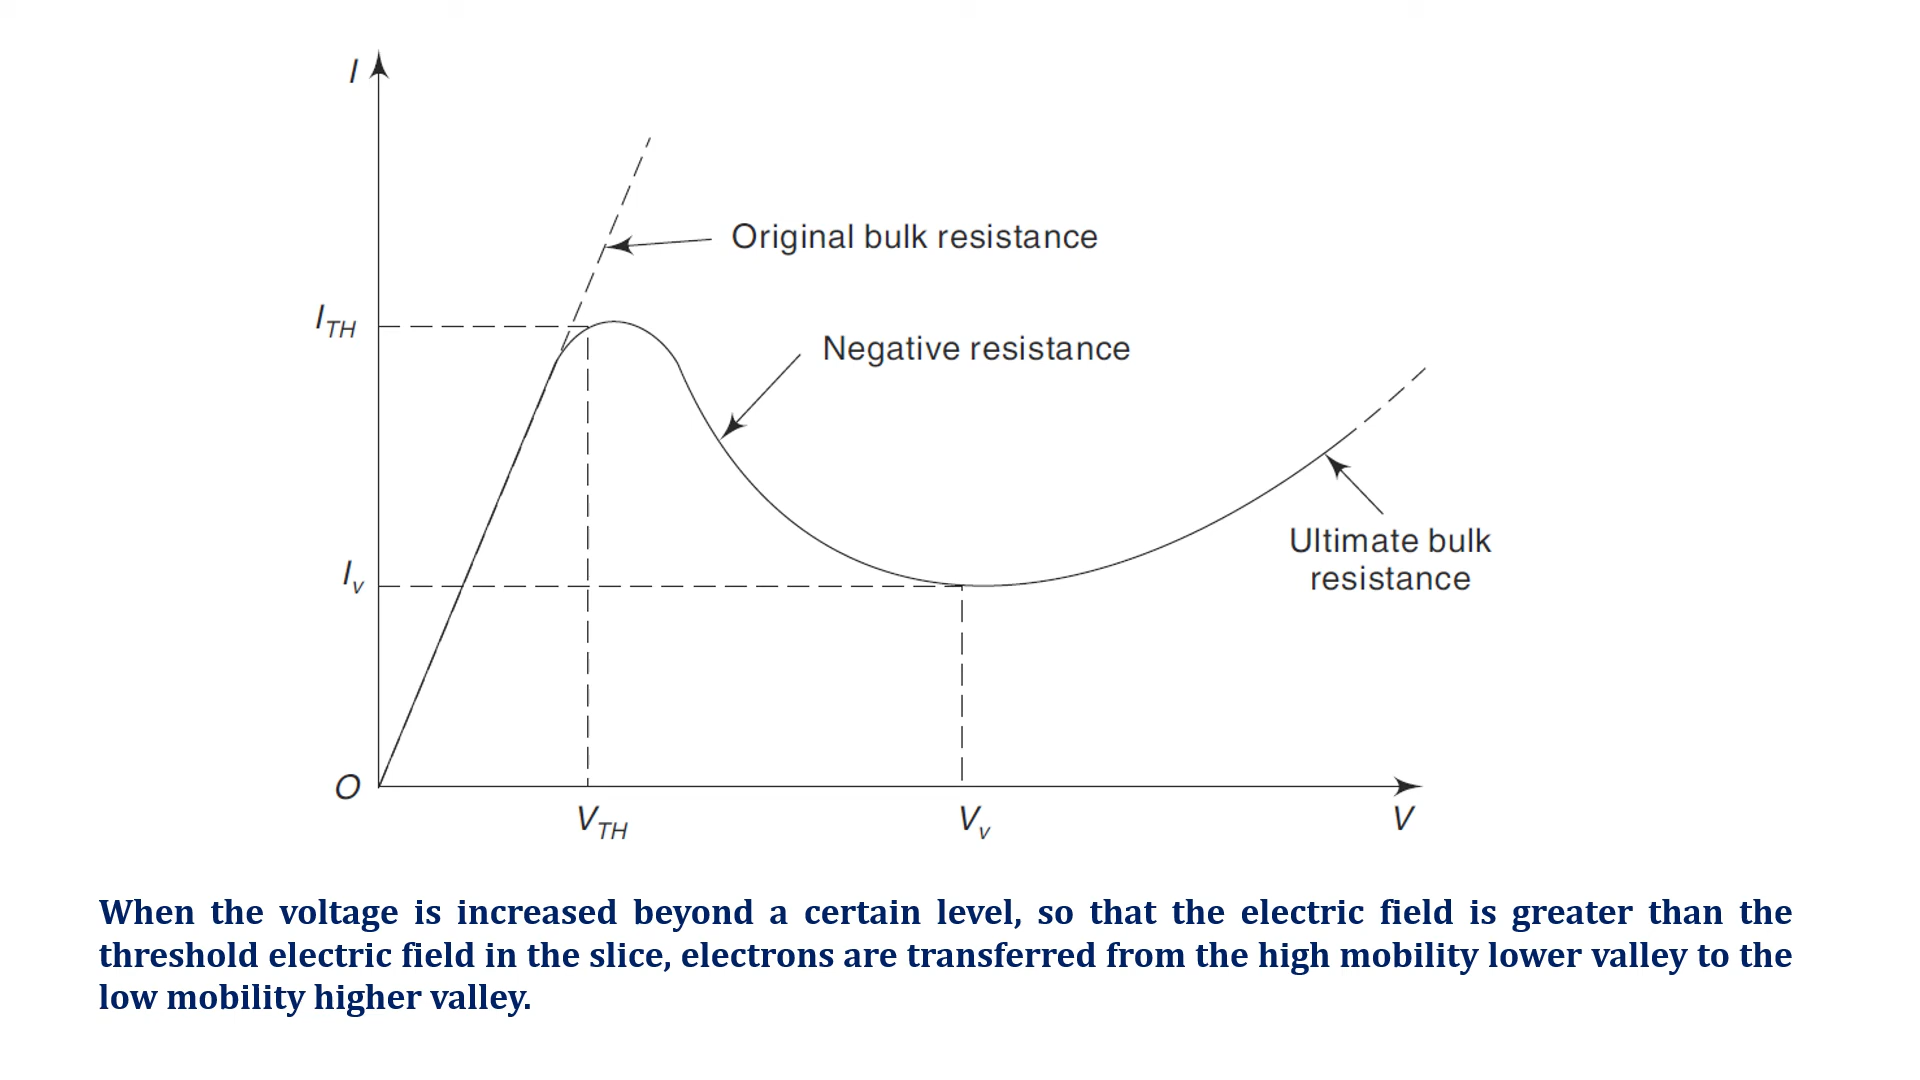 I
Original bulk resistance
I_TH
Negative resistance
Ultimate bulk
resistance
I_v
O
V_TH
V_v
V
When the voltage is increased beyond a certain level, so that the electric field is greater than the
threshold electric field in the slice, electrons are transferred from the high mobility lower valley to the
low mobility higher valley.